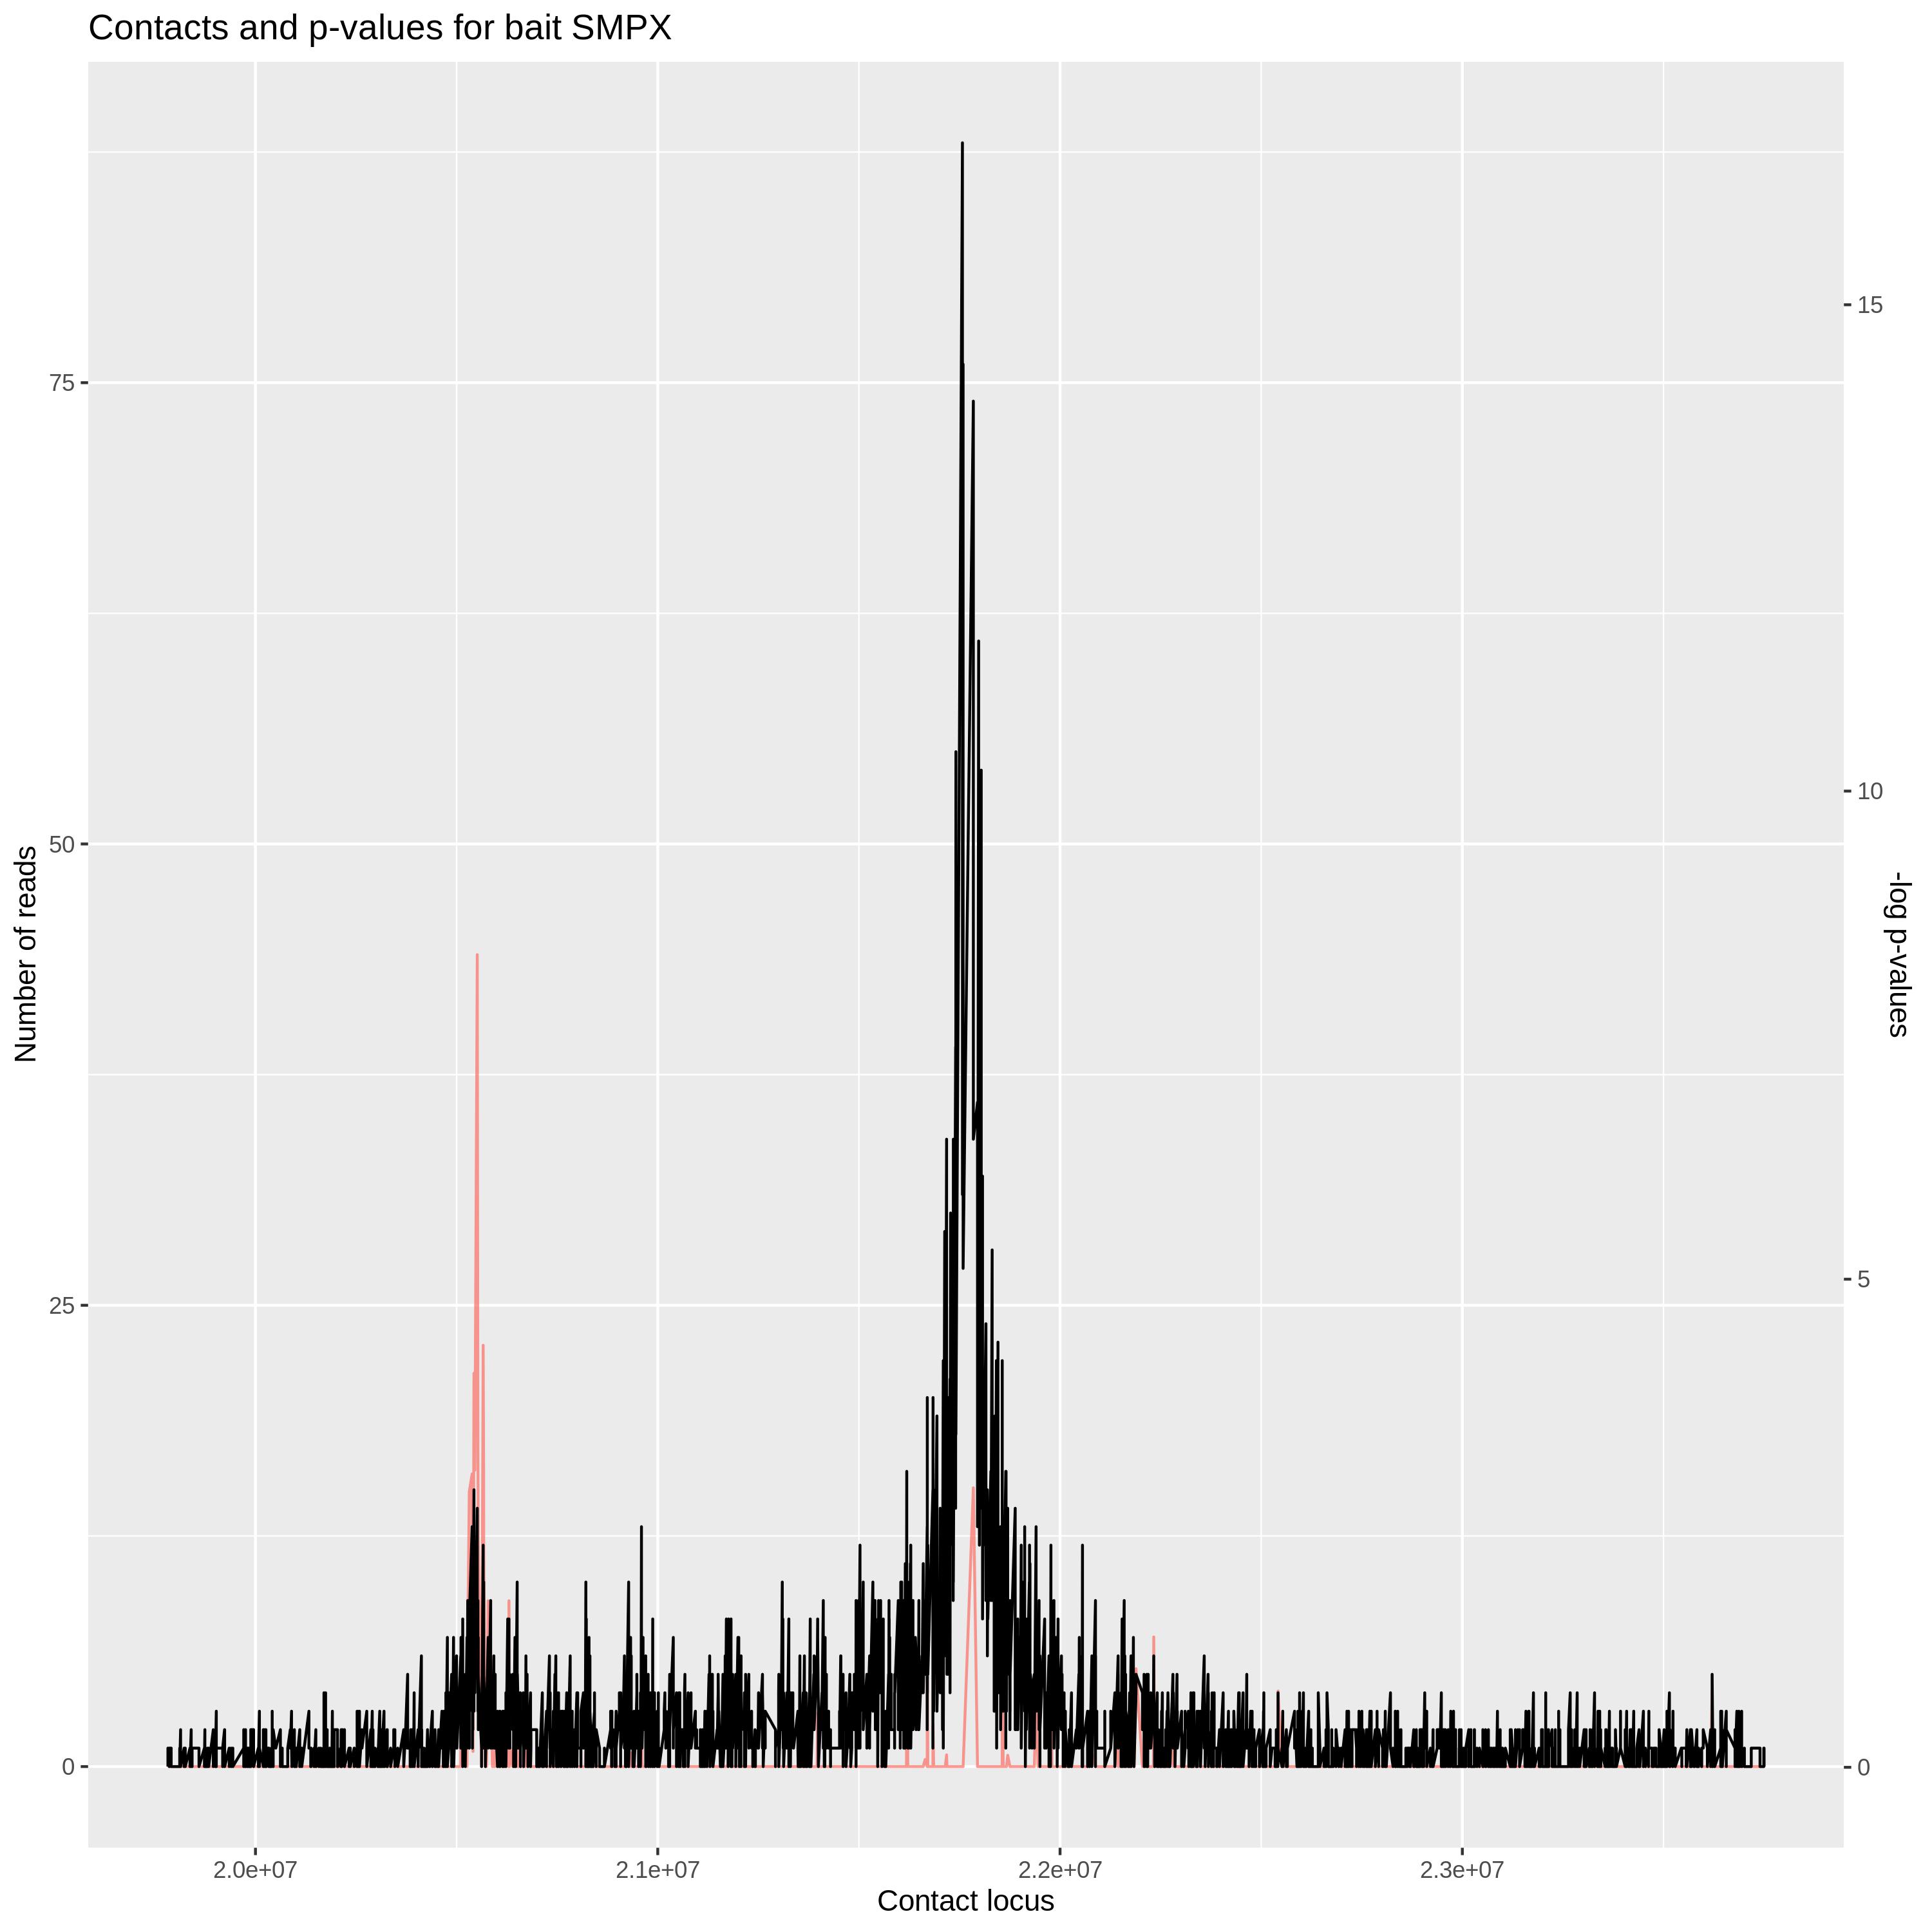 Contacts and p-values for bait SMPX
75
50
25
0
15
10
5
0
Number of reads
-log p-values
2.0e+07
2.1e+07
2.2e+07
2.3e+07
Contact locus